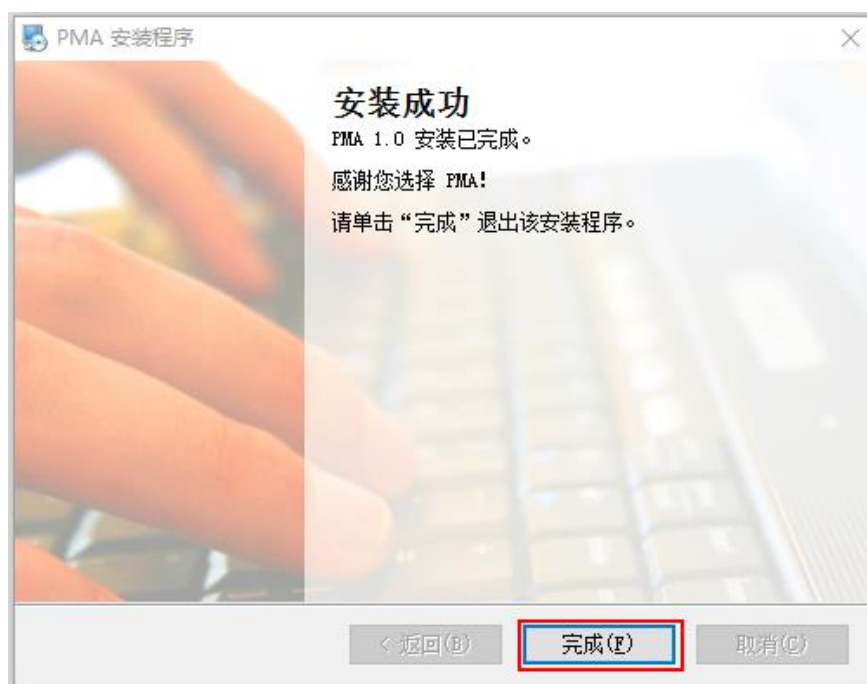 PMA 安装程序
安装成功
PMA 1.0 安装已完成。
感谢您选择 PMA!
请单击“完成”退出该安装程序。
< 返回(B)
完成(F)
取消(C)